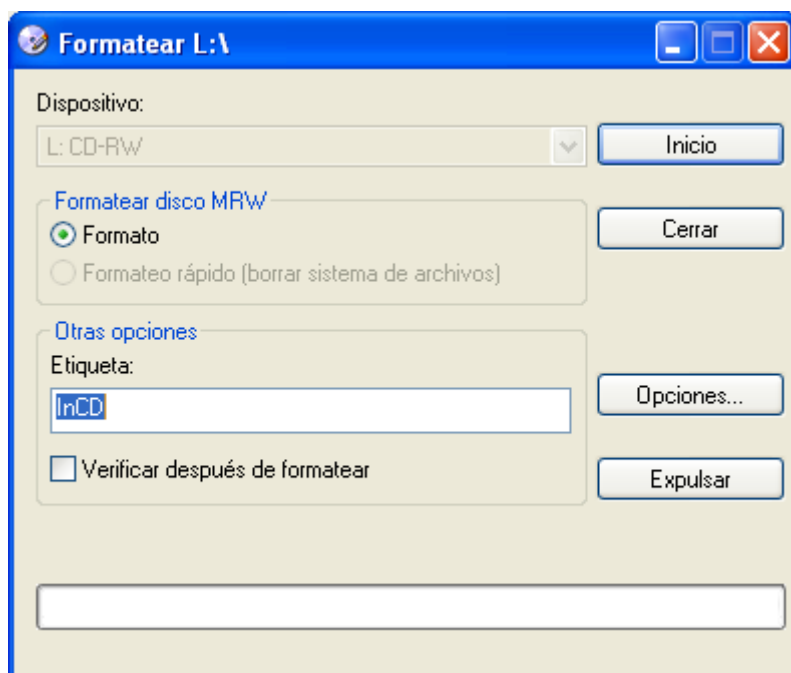 Formatear L:\
Dispositivo:
L: CD-RW
Inicio
Formatear disco MRW
Formato
Cerrar
Formateo rápido (borrar sistema de archivos)
Otras opciones
Etiqueta:
InCD
Opciones...
Verificar después de formatear
Expulsar